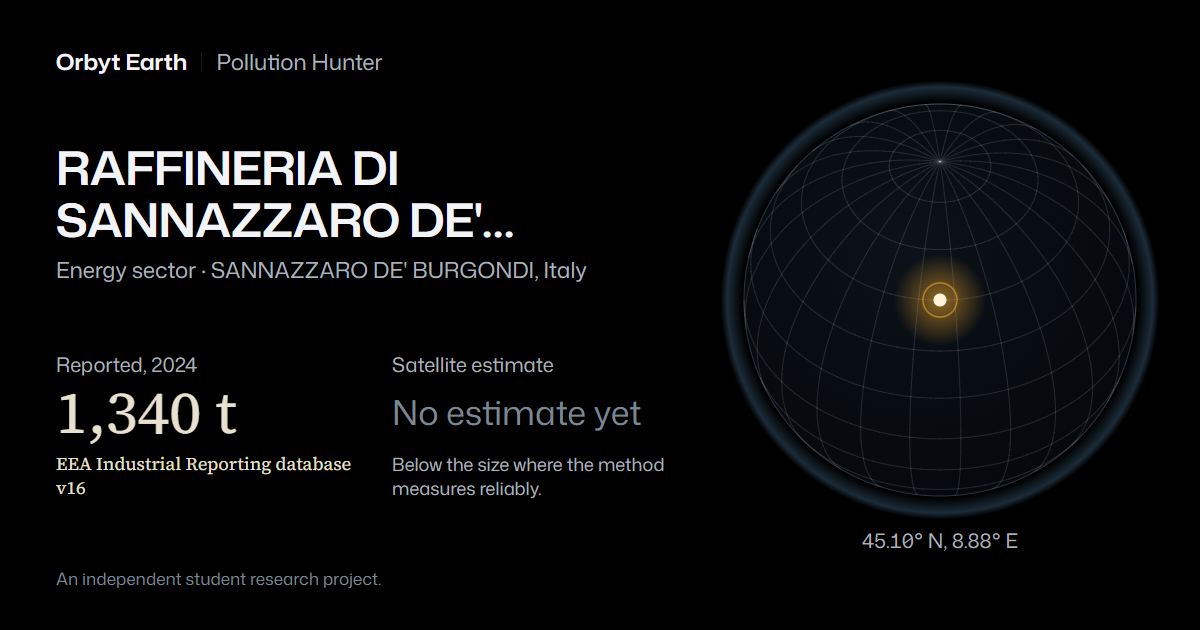 Orbyt Earth | Pollution Hunter
RAFFINERIA DI
SANNAZZARO DE'...
Energy sector · SANNAZZARO DE' BURGONDI, Italy
Reported, 2024
1,340 t
EEA Industrial Reporting database
v16
Satellite estimate
No estimate yet
Below the size where the method
measures reliably.
45.10° N, 8.88° E
An independent student research project.